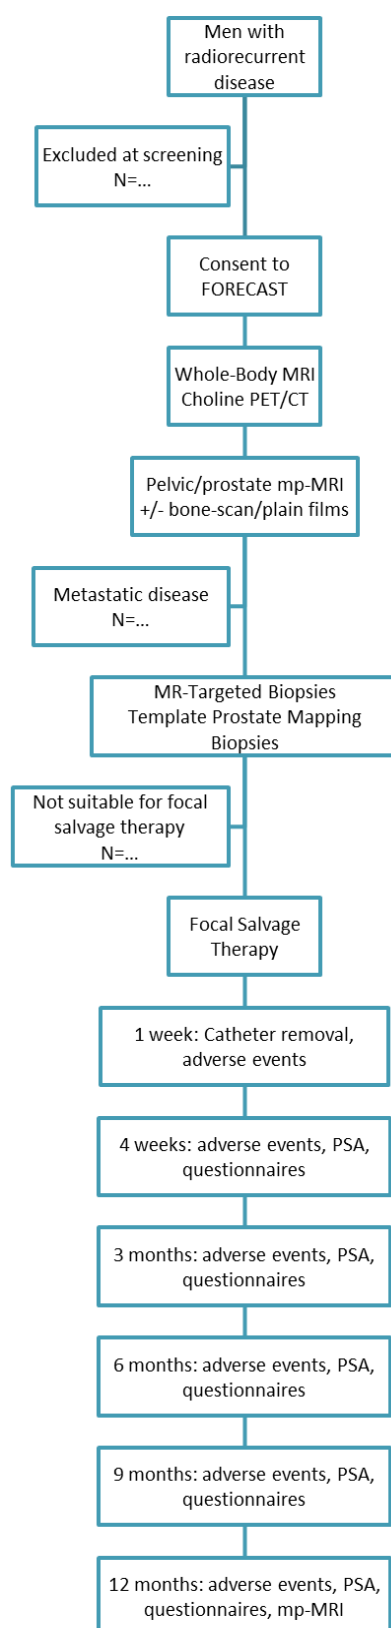 Men with
radiorecurrent
disease
Excluded at screening
N=...
Consent to
FORECAST
Whole-Body MRI
Choline PET/CT
Pelvic/prostate mp-MRI
+/- bone-scan/plain films
Metastatic disease
N=...
MR-Targeted Biopsies
Template Prostate Mapping
Biopsies
Not suitable for focal
salvage therapy
N=...
Focal Salvage
Therapy
1 week: Catheter removal,
adverse events
4 weeks: adverse events, PSA,
questionnaires
3 months: adverse events, PSA,
questionnaires
6 months: adverse events, PSA,
questionnaires
9 months: adverse events, PSA,
questionnaires
12 months: adverse events, PSA,
questionnaires, mp-MRI